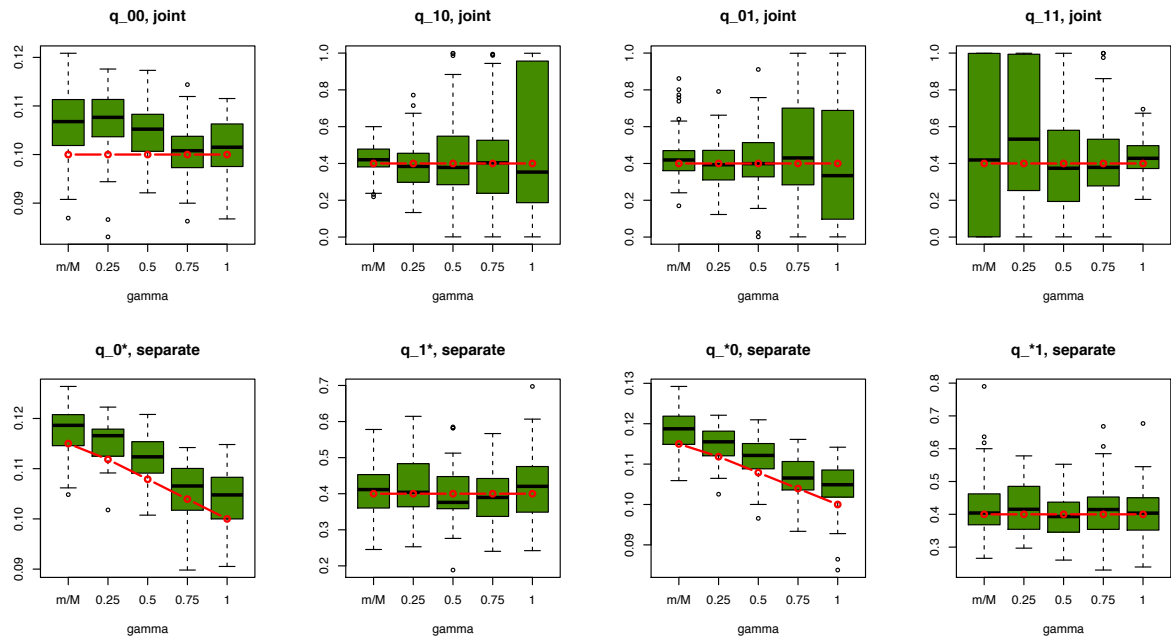 q_00, joint
0.12
0.11
0.10
0.09
m/M 0.25 0.5 0.75 1
gamma
q_10, joint
1.0
0.8
0.6
0.4
0.2
0.0
m/M 0.25 0.5 0.75 1
gamma
q_01, joint
1.0
0.8
0.6
0.4
0.2
0.0
m/M 0.25 0.5 0.75 1
gamma
q_11, joint
1.0
0.8
0.6
0.4
0.2
0.0
m/M 0.25 0.5 0.75 1
gamma
q_0*, separate
0.12
0.11
0.10
0.09
m/M 0.25 0.5 0.75 1
gamma
q_1*, separate
0.7
0.6
0.5
0.4
0.3
0.2
m/M 0.25 0.5 0.75 1
gamma
q_*0, separate
0.13
0.12
0.11
0.10
0.09
m/M 0.25 0.5 0.75 1
gamma
q_*1, separate
0.8
0.7
0.6
0.5
0.4
0.3
m/M 0.25 0.5 0.75 1
gamma